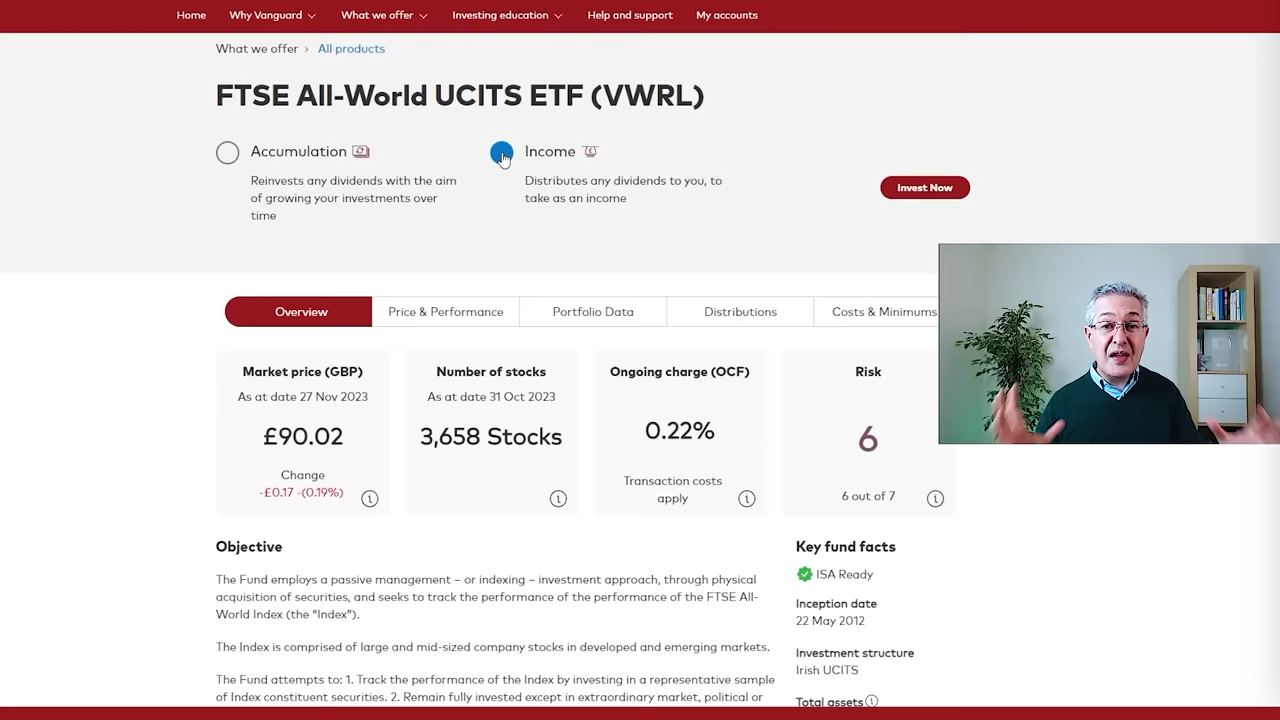 Home Why Vanguard What we offer Investing education Help and support My accounts
What we offer › All products
FTSE All-World UCITS ETF (VWRL)
Accumulation
Reinvests any dividends with the aim
of growing your investments over
time
Income
Distributes any dividends to you, to
take as an income
Invest Now
Overview Price & Performance Portfolio Data Distributions Costs & Minimums
Market price (GBP)
As at date 27 Nov 2023
£90.02
Change
-£0.17 -(0.19%)
Number of stocks
As at date 31 Oct 2023
3,658 Stocks
Ongoing charge (OCF)
0.22%
Transaction costs
apply
Risk
6
6 out of 7
Objective
The Fund employs a passive management – or indexing – investment approach, through physical
acquisition of securities, and seeks to track the performance of the performance of the FTSE All-
World Index (the “Index”).
The Index is comprised of large and mid-sized company stocks in developed and emerging markets.
The Fund attempts to: 1. Track the performance of the Index by investing in a representative sample
of Index constituent securities. 2. Remain fully invested except in extraordinary market, political or
Key fund facts
ISA Ready
Inception date
22 May 2012
Investment structure
Irish UCITS
Total assets